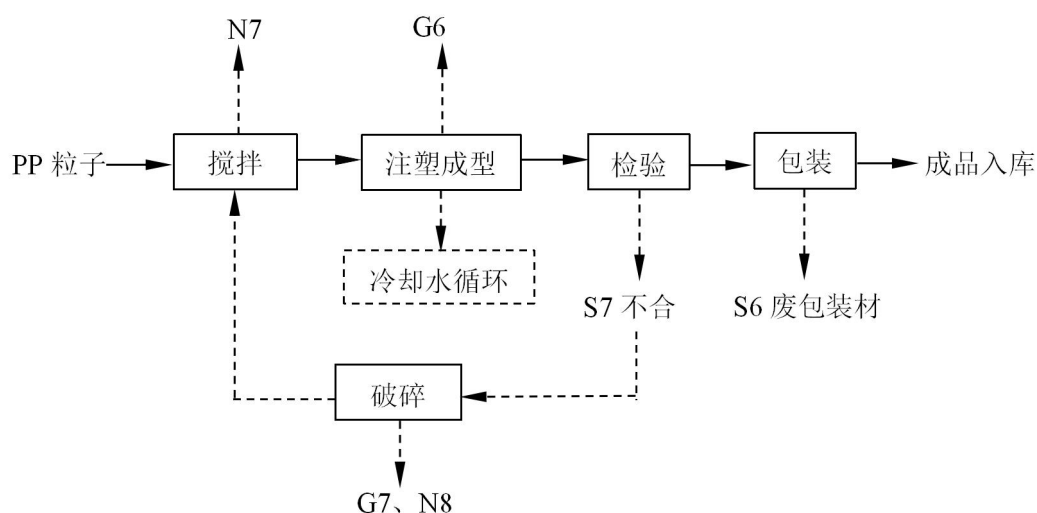 N7
G6
PP 粒子
搅拌
注塑成型
检验
包装
成品入库
冷却水循环
S7 不合
S6 废包装材
破碎
G7、N8